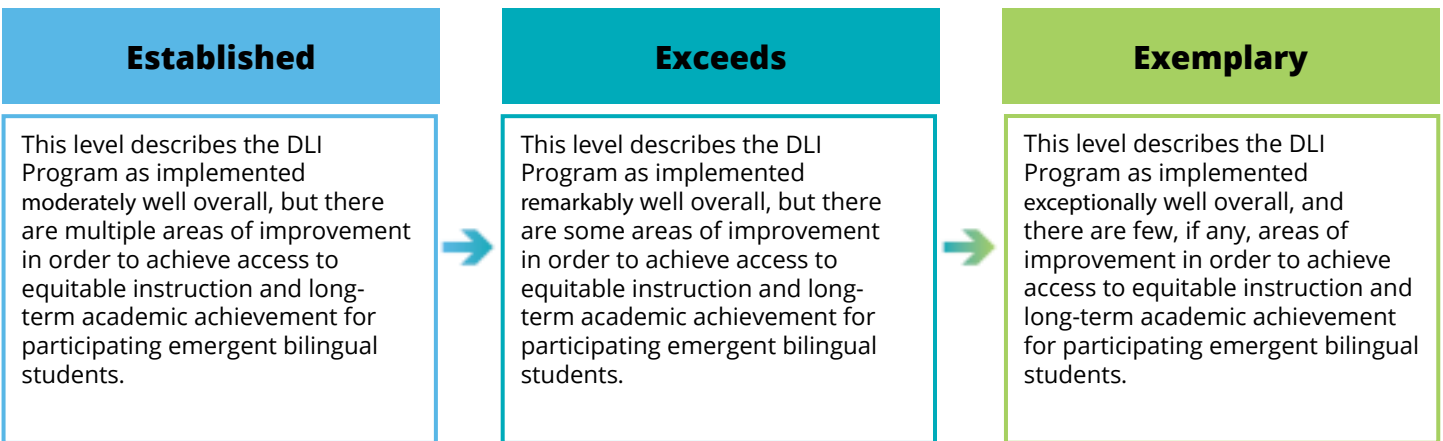 Established
This level describes the DLI
Program as implemented
moderately well overall, but there
are multiple areas of improvement
in order to achieve access to
equitable instruction and long-
term academic achievement for
participating emergent bilingual
students.
Exceeds
This level describes the DLI
Program as implemented
remarkably well overall, but there
are some areas of improvement
in order to achieve access to
equitable instruction and long-
term academic achievement for
participating emergent bilingual
students.
Exemplary
This level describes the DLI
Program as implemented
exceptionally well overall, and
there are few, if any, areas of
improvement in order to achieve
access to equitable instruction and
long-term academic achievement
for participating emergent bilingual
students.